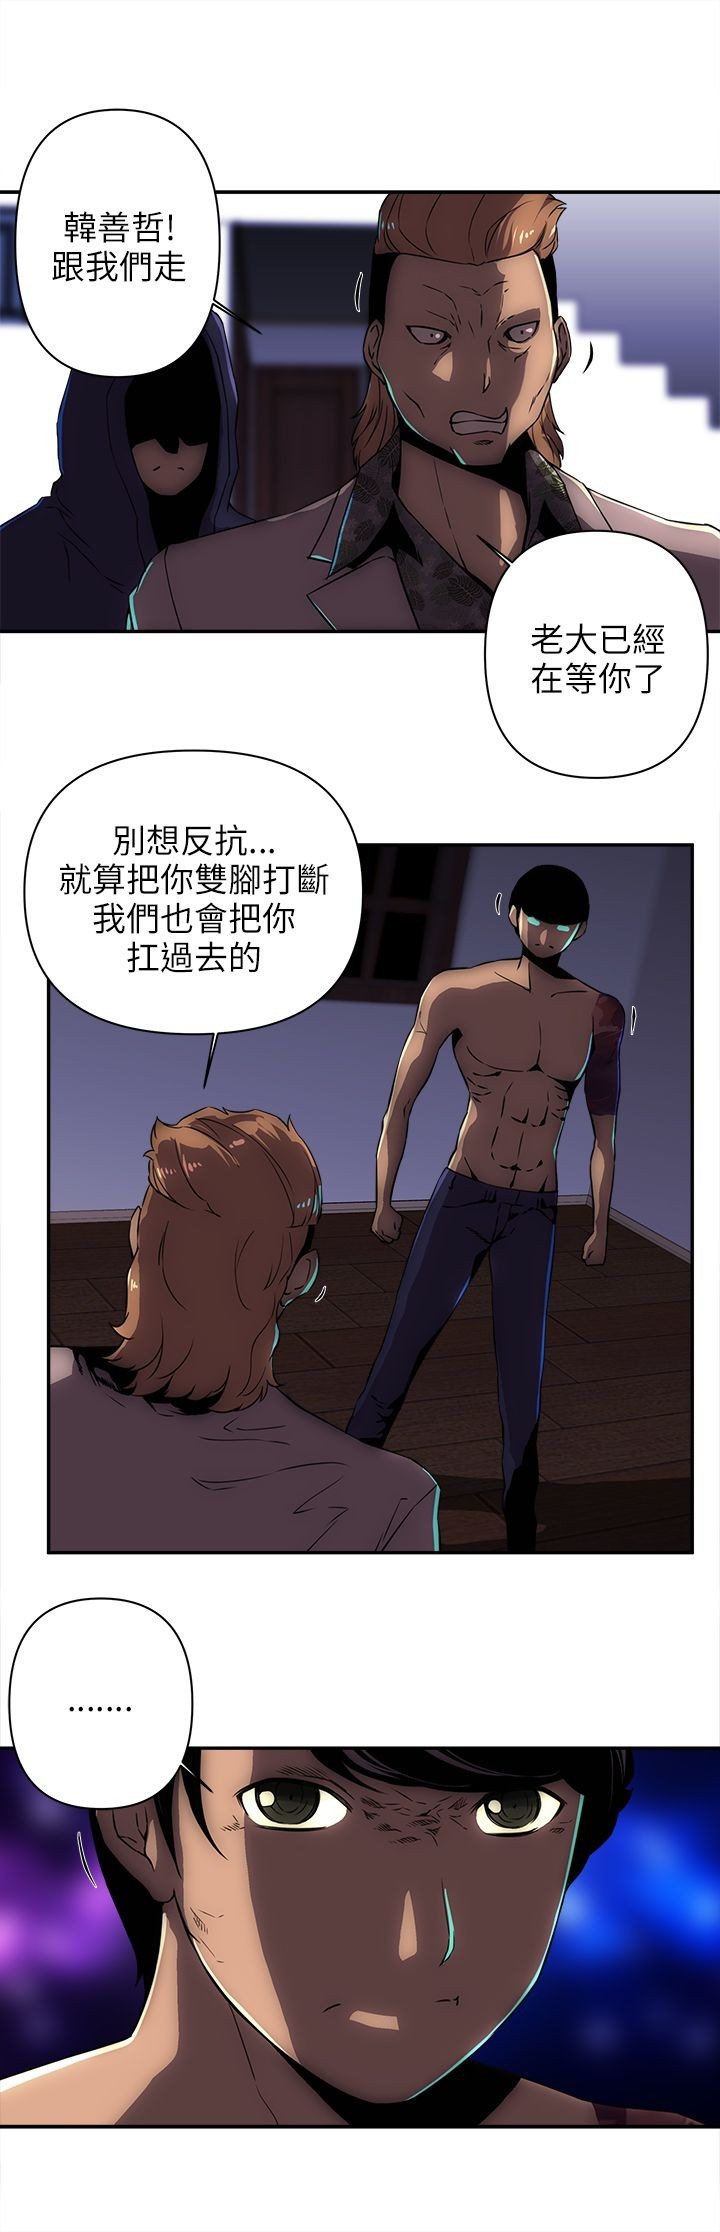 韓善哲!
跟我們走
老大已經
在等你了
別想反抗...
就算把你雙腳打斷
我們也會把你
扛過去的
.......